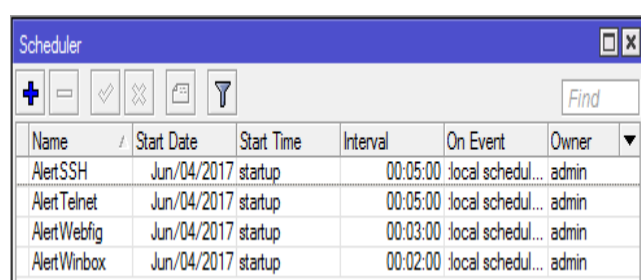 Scheduler
Find
Name Start Date Start Time Interval On Event Owner
AlertSSH Jun/04/2017 startup 00:05:00 :local schedul... admin
AlertTelnet Jun/04/2017 startup 00:05:00 :local schedul... admin
AlertWebfig Jun/04/2017 startup 00:03:00 :local schedul... admin
AlertWinbox Jun/04/2017 startup 00:02:00 :local schedul... admin